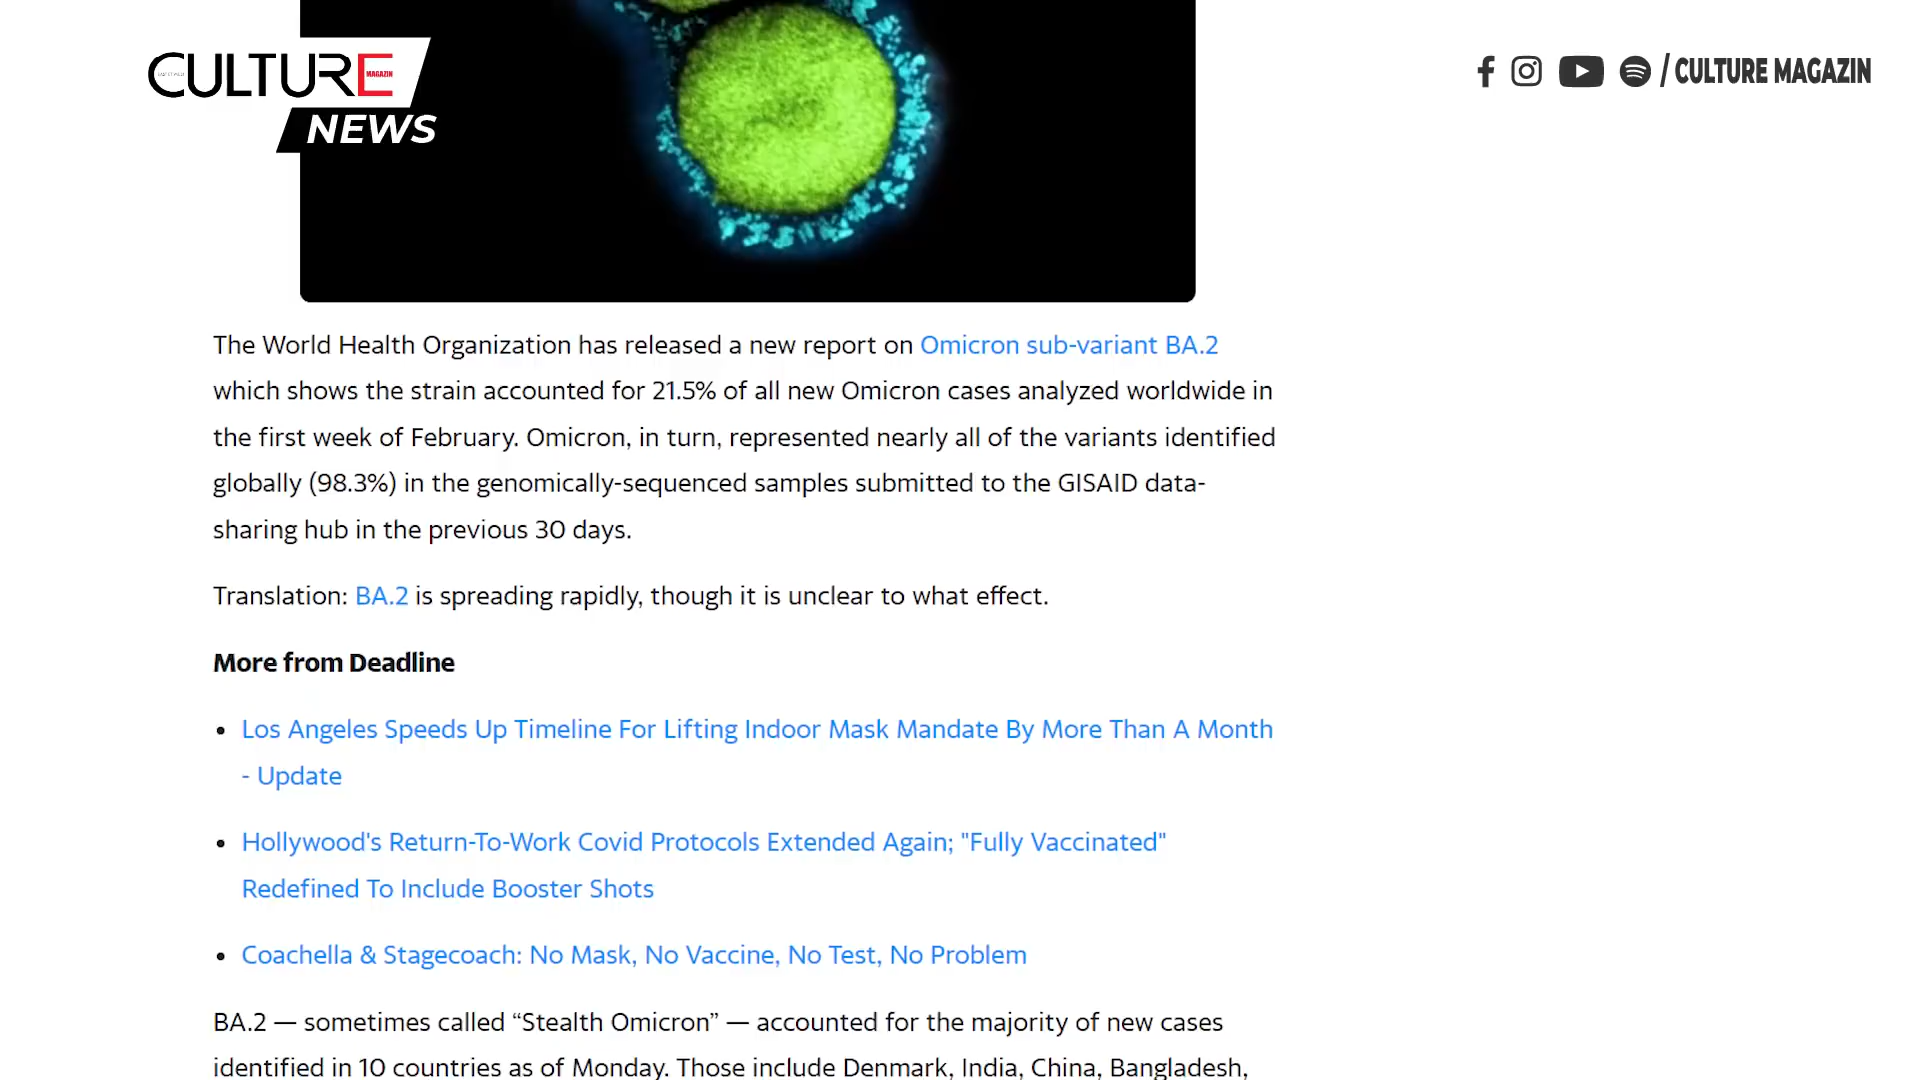 CULTURE
MAGAZIN
NEWS
/ CULTURE MAGAZIN
The World Health Organization has released a new report on Omicron sub-variant BA.2
which shows the strain accounted for 21.5% of all new Omicron cases analyzed worldwide in
the first week of February. Omicron, in turn, represented nearly all of the variants identified
globally (98.3%) in the genomically-sequenced samples submitted to the GISAID data-
sharing hub in the previous 30 days.
Translation: BA.2 is spreading rapidly, though it is unclear to what effect.
More from Deadline
• Los Angeles Speeds Up Timeline For Lifting Indoor Mask Mandate By More Than A Month
- Update
• Hollywood's Return-To-Work Covid Protocols Extended Again; "Fully Vaccinated"
Redefined To Include Booster Shots
• Coachella & Stagecoach: No Mask, No Vaccine, No Test, No Problem
BA.2 — sometimes called “Stealth Omicron” — accounted for the majority of new cases
identified in 10 countries as of Monday. Those include Denmark, India, China, Bangladesh,